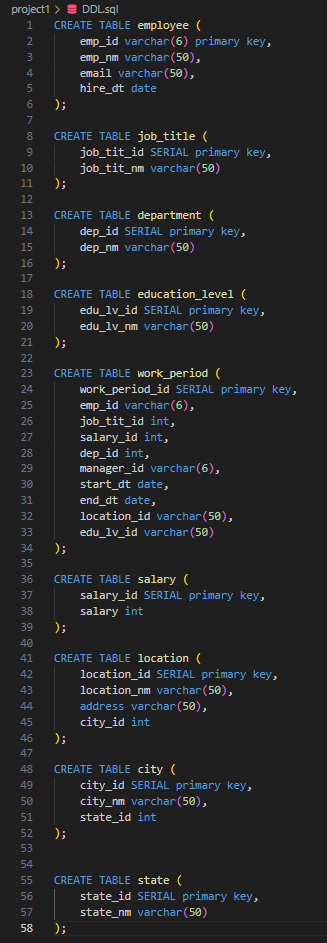 project1 > DDL.sql
1 CREATE TABLE employee (
2     emp_id varchar(6) primary key,
3     emp_nm varchar(50),
4     email varchar(50),
5     hire_dt date
6 );
7
8 CREATE TABLE job_title (
9     job_tit_id SERIAL primary key,
10     job_tit_nm varchar(50)
11 );
12
13 CREATE TABLE department (
14     dep_id SERIAL primary key,
15     dep_nm varchar(50)
16 );
17
18 CREATE TABLE education_level (
19     edu_lv_id SERIAL primary key,
20     edu_lv_nm varchar(50)
21 );
22
23 CREATE TABLE work_period (
24     work_period_id SERIAL primary key,
25     emp_id varchar(6),
26     job_tit_id int,
27     salary_id int,
28     dep_id int,
29     manager_id varchar(6),
30     start_dt date,
31     end_dt date,
32     location_id varchar(50),
33     edu_lv_id varchar(50)
34 );
35
36 CREATE TABLE salary (
37     salary_id SERIAL primary key,
38     salary int
39 );
40
41 CREATE TABLE location (
42     location_id SERIAL primary key,
43     location_nm varchar(50),
44     address varchar(50),
45     city_id int
46 );
47
48 CREATE TABLE city (
49     city_id SERIAL primary key,
50     city_nm varchar(50),
51     state_id int
52 );
53
54
55 CREATE TABLE state (
56     state_id SERIAL primary key,
57     state_nm varchar(50)
58 );